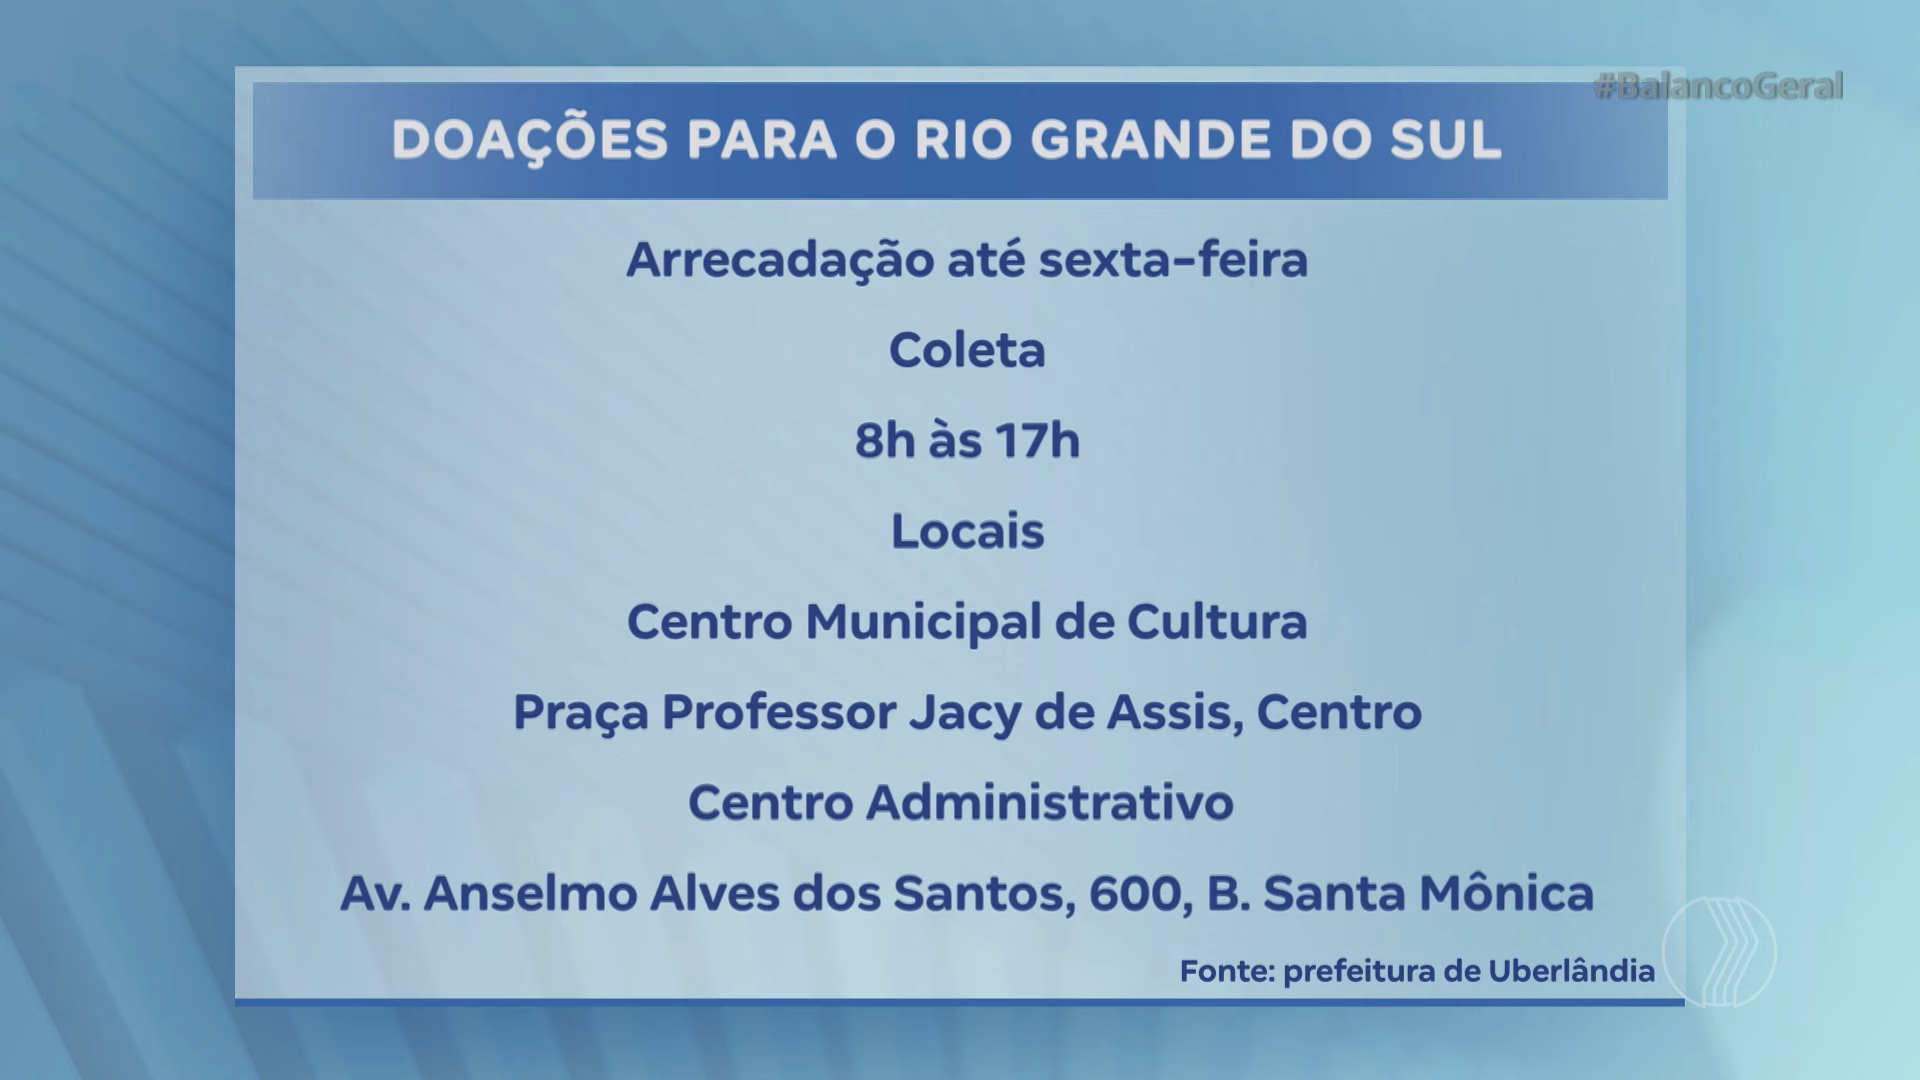 #BalancoGeral
DOAÇÕES PARA O RIO GRANDE DO SUL
Arrecadação até sexta-feira
Coleta
8h às 17h
Locais
Centro Municipal de Cultura
Praça Professor Jacy de Assis, Centro
Centro Administrativo
Av. Anselmo Alves dos Santos, 600, B. Santa Mônica
Fonte: prefeitura de Uberlândia